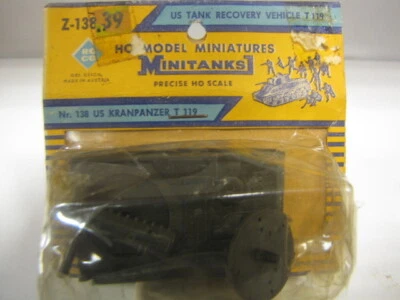 Z-138 .39
US TANK RECOVERY VEHICLE T 119
HO MODEL MINIATURES
MINITANKS
PRECISE HO SCALE
MADE IN AUSTRIA
Nr. 138 US KRANPANZER T 119